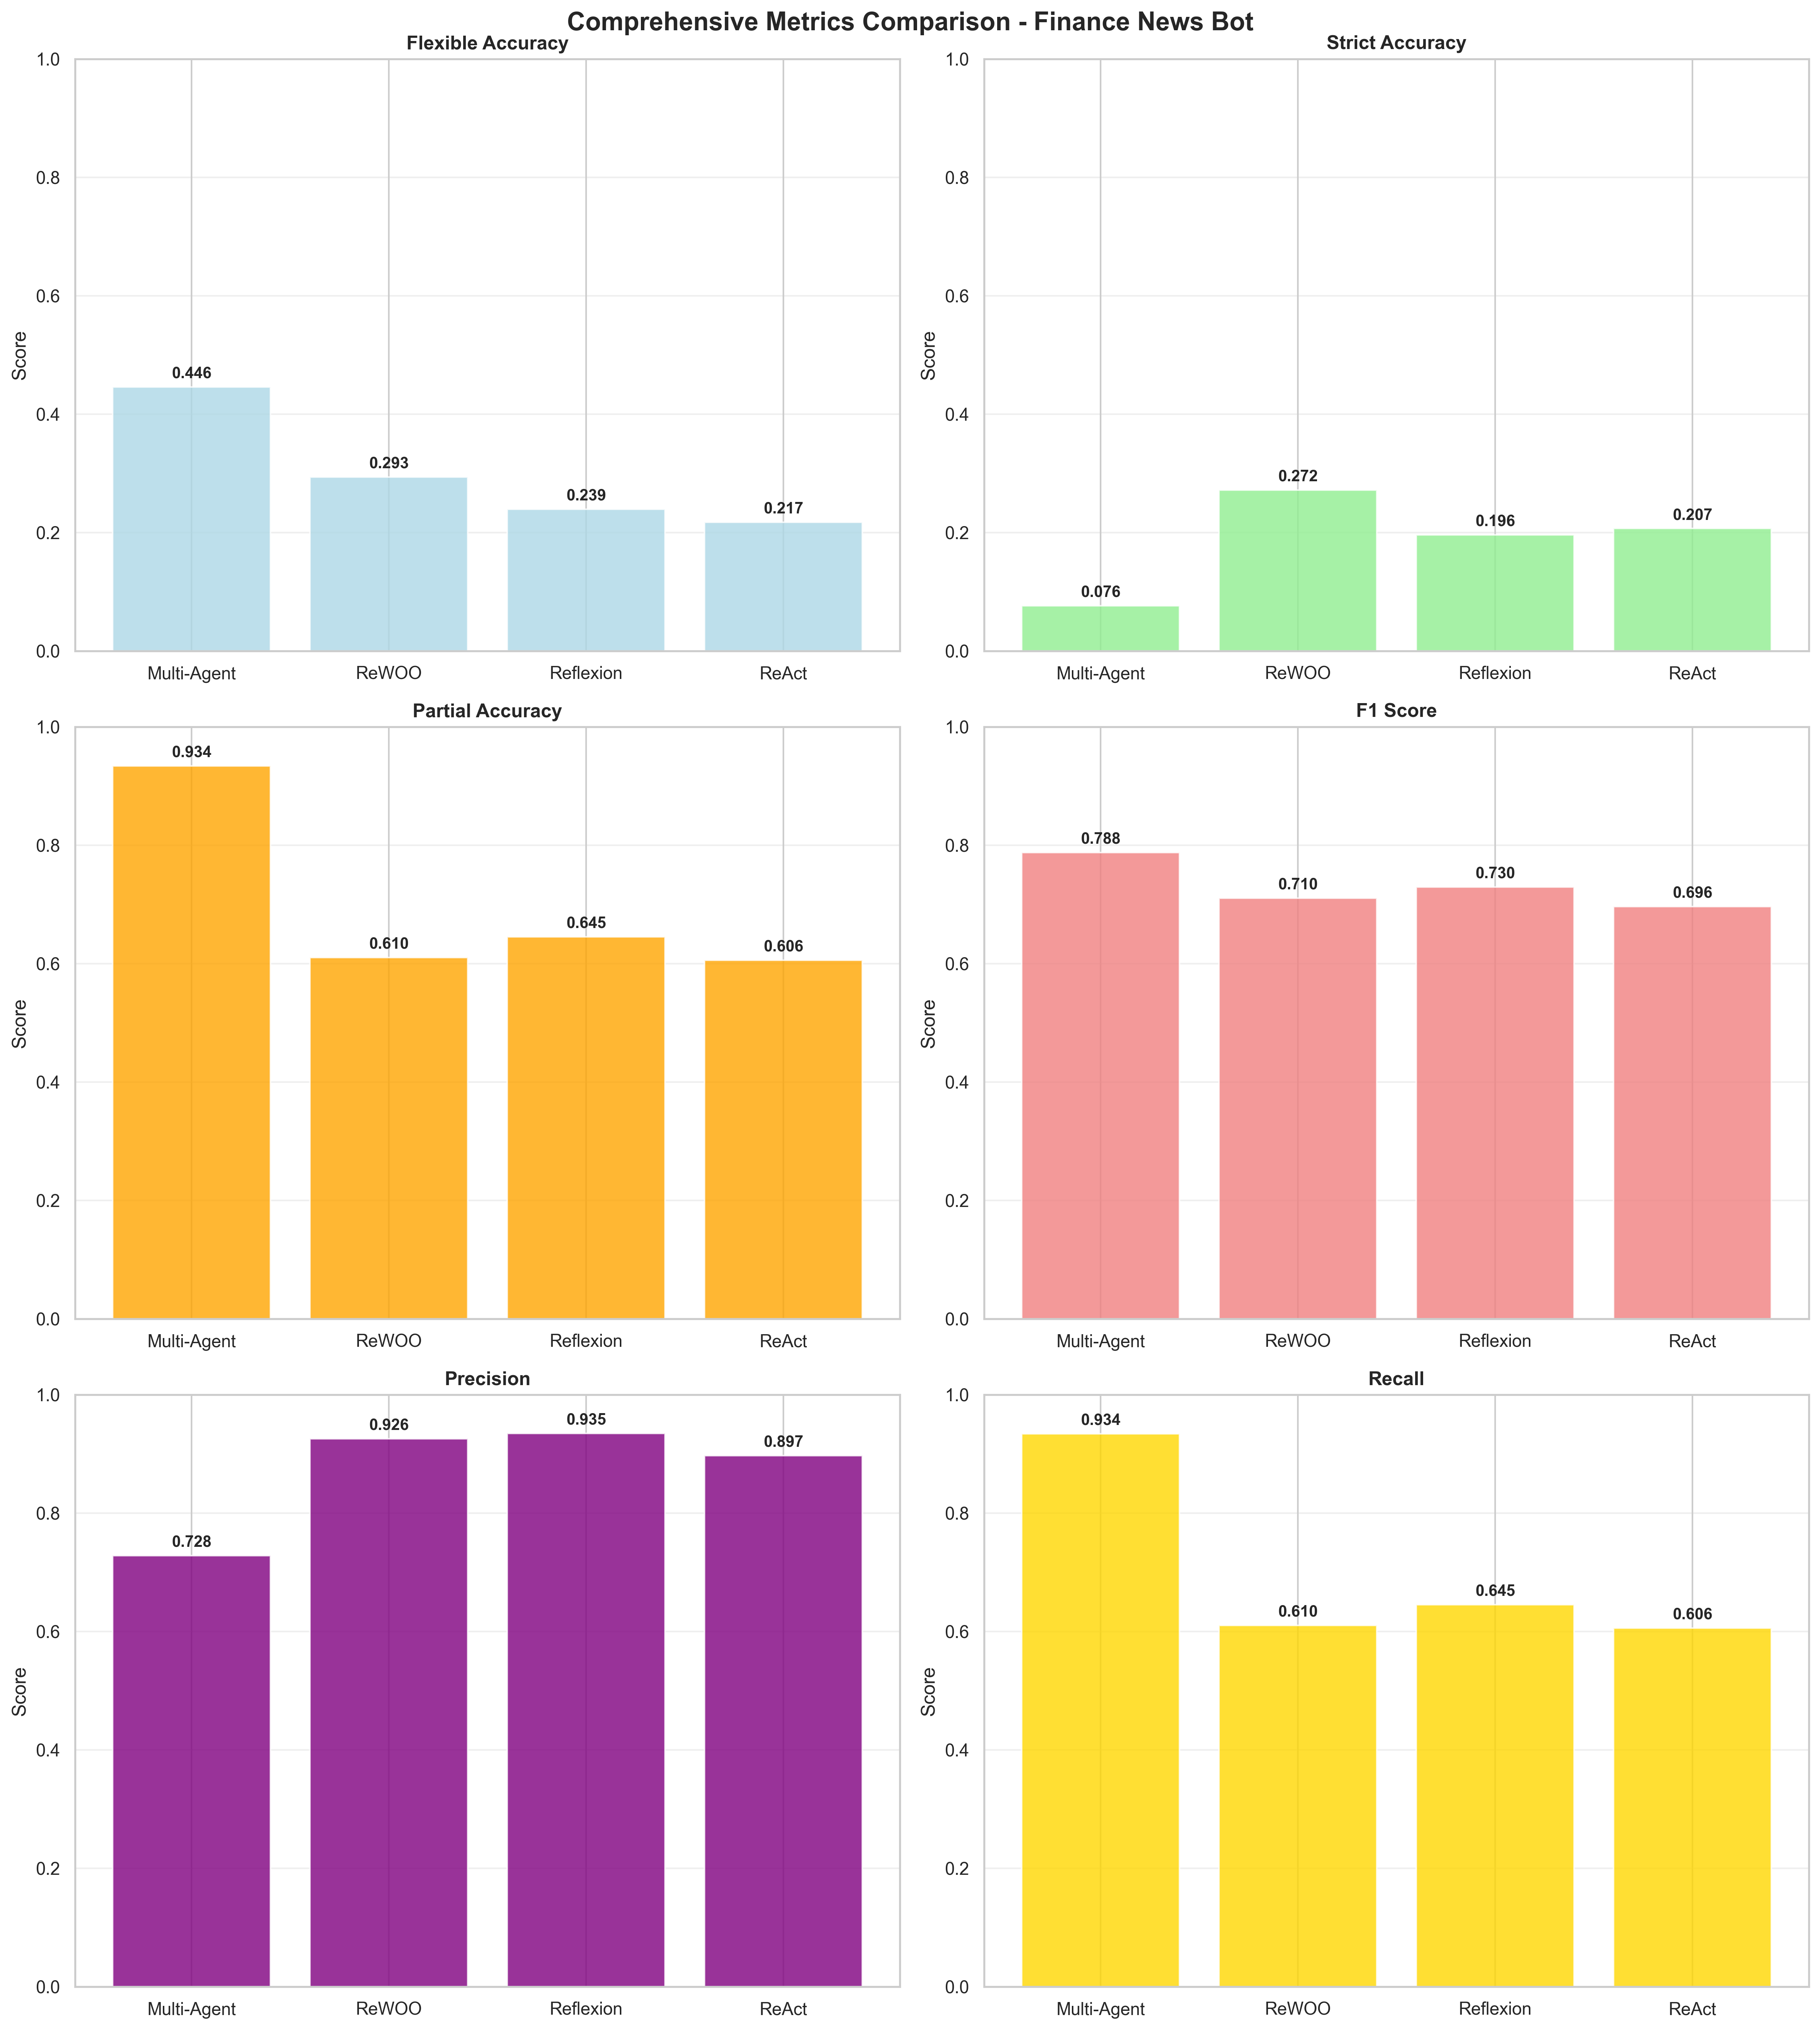 Comprehensive Metrics Comparison - Finance News Bot
Flexible Accuracy
1.0
0.8
0.6
0.4
0.2
0.0
Score
0.446
0.293
0.239
0.217
Multi-Agent
ReWOO
Reflexion
ReAct
Strict Accuracy
1.0
0.8
0.6
0.4
0.2
0.0
Score
0.076
0.272
0.196
0.207
Multi-Agent
ReWOO
Reflexion
ReAct
Partial Accuracy
1.0
0.8
0.6
0.4
0.2
0.0
Score
0.934
0.610
0.645
0.606
Multi-Agent
ReWOO
Reflexion
ReAct
F1 Score
1.0
0.8
0.6
0.4
0.2
0.0
Score
0.788
0.710
0.730
0.696
Multi-Agent
ReWOO
Reflexion
ReAct
Precision
1.0
0.8
0.6
0.4
0.2
0.0
Score
0.728
0.926
0.935
0.897
Multi-Agent
ReWOO
Reflexion
ReAct
Recall
1.0
0.8
0.6
0.4
0.2
0.0
Score
0.934
0.610
0.645
0.606
Multi-Agent
ReWOO
Reflexion
ReAct